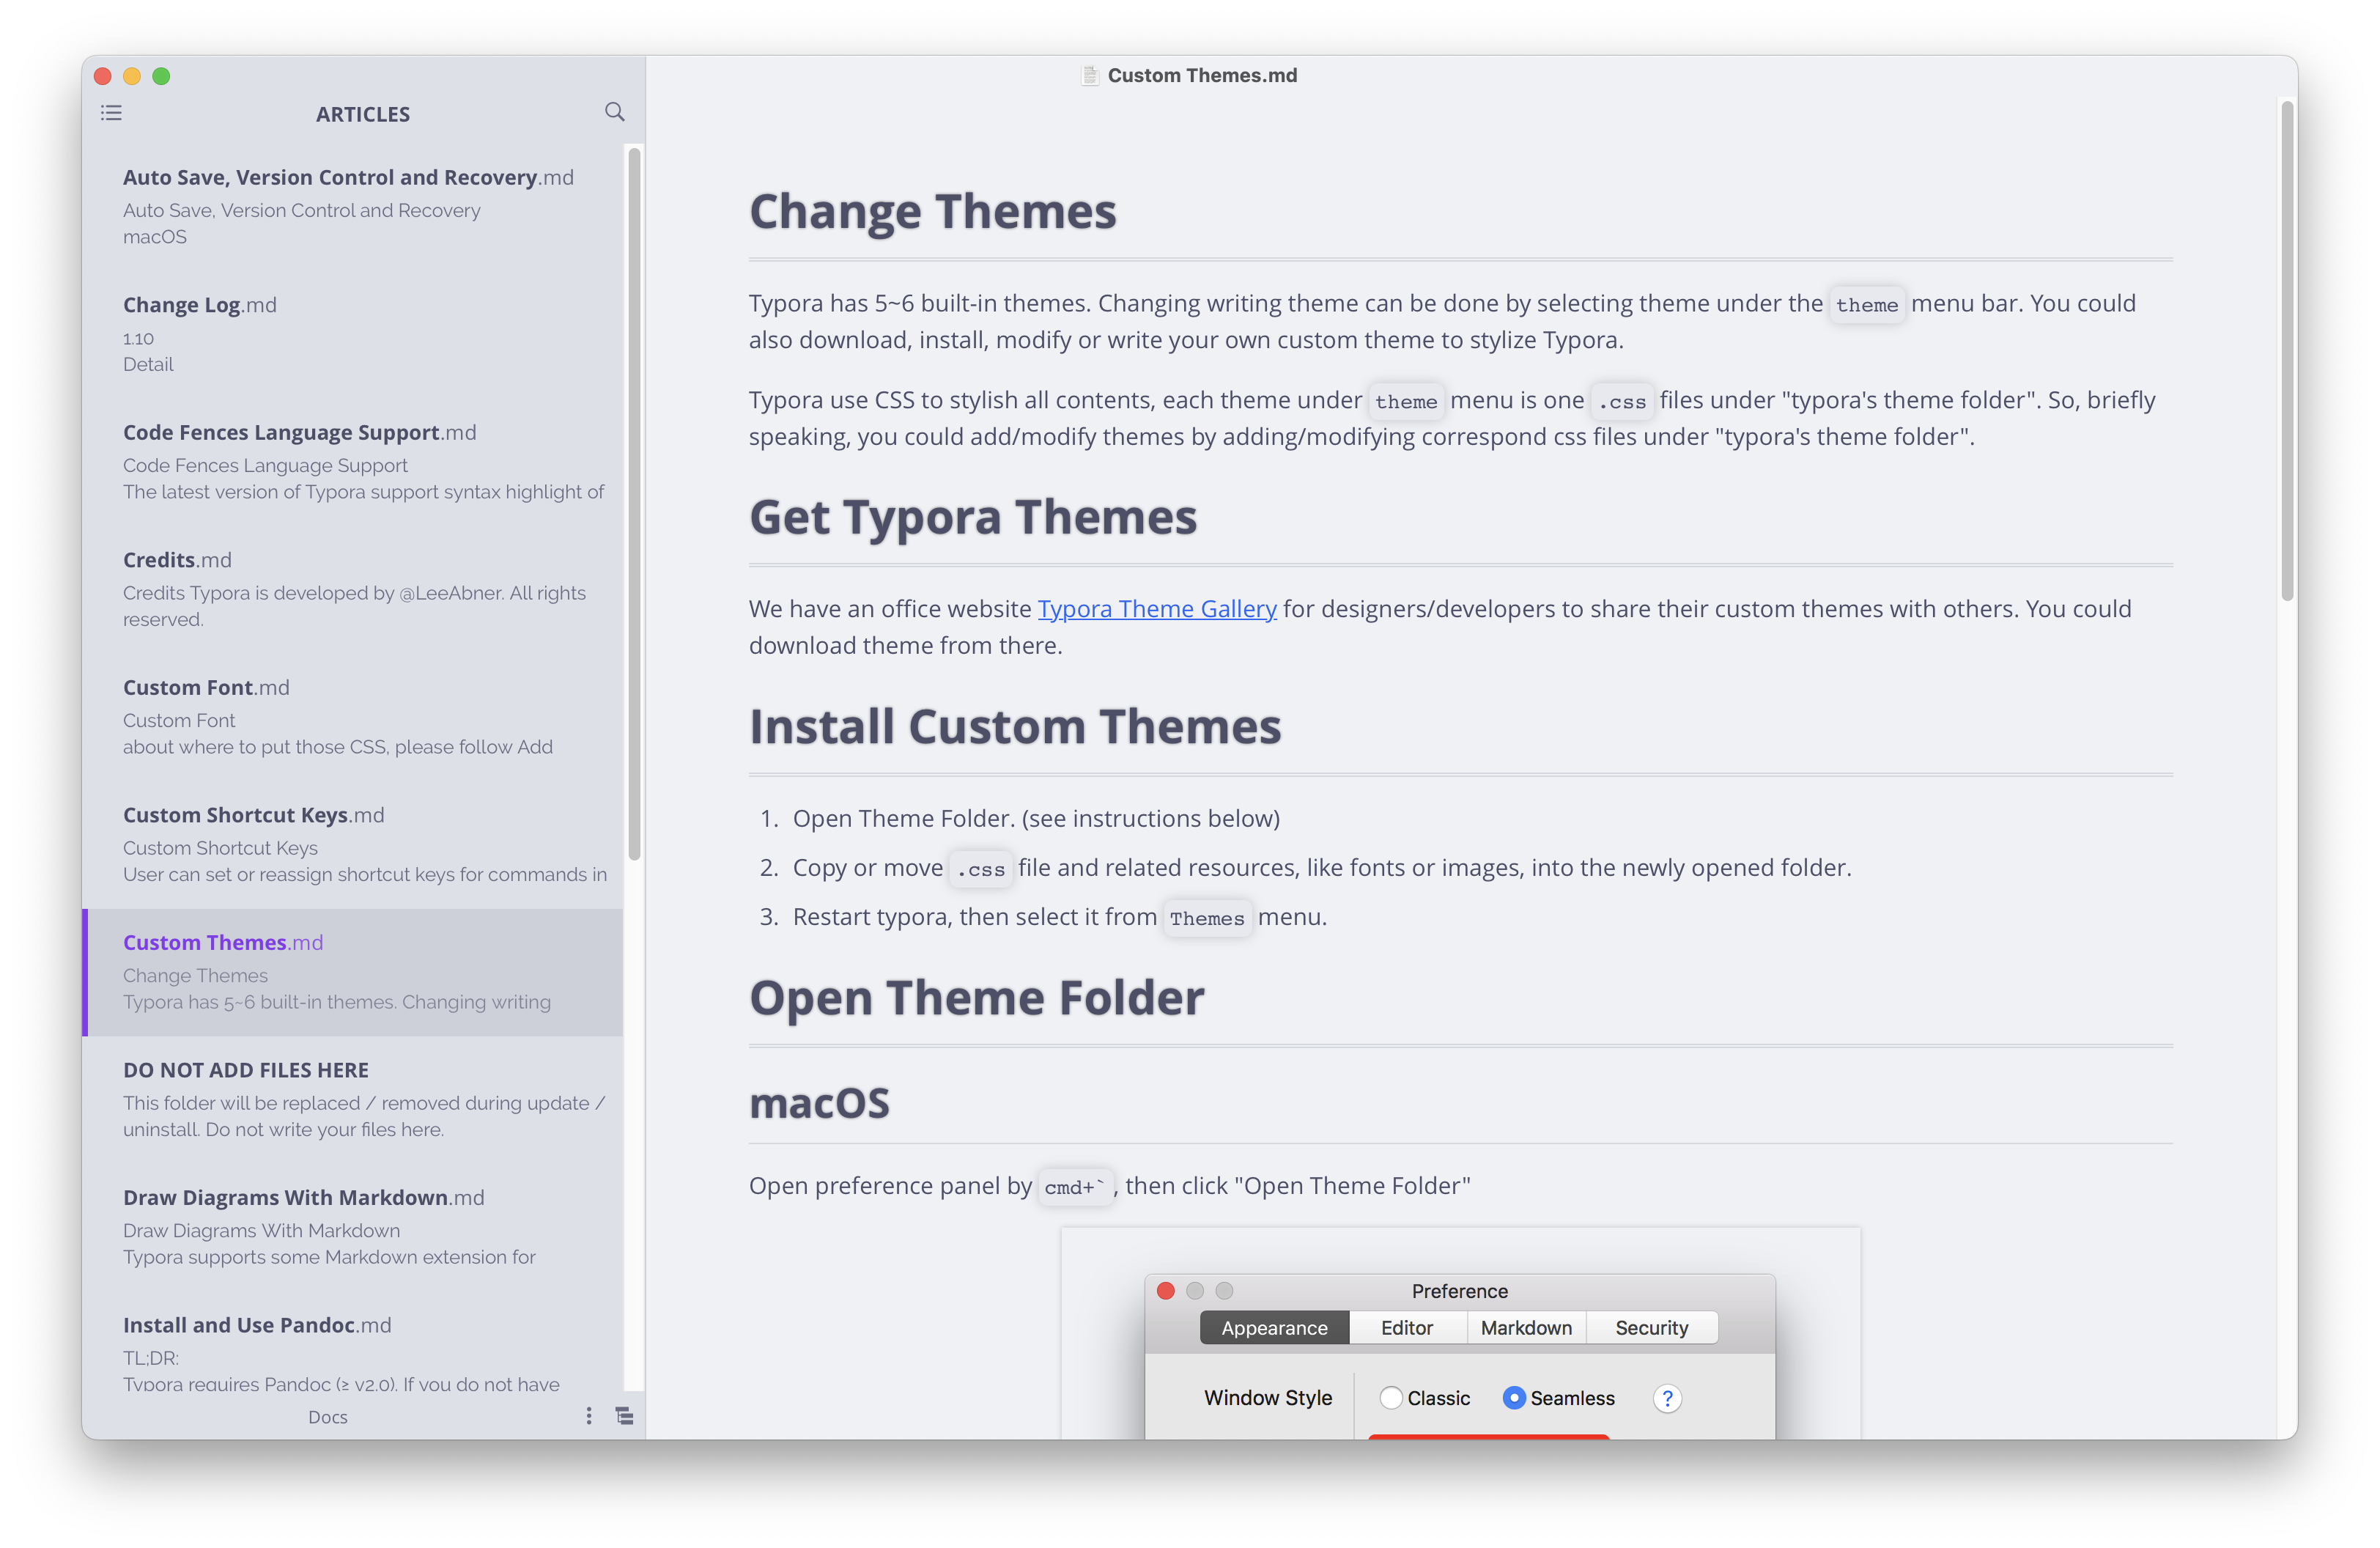 Custom Themes.md
ARTICLES
Auto Save, Version Control and Recovery.md
Auto Save, Version Control and Recovery
macOS
Change Log.md
1.10
Detail
Code Fences Language Support.md
Code Fences Language Support
The latest version of Typora support syntax highlight of
Credits.md
Credits Typora is developed by @LeeAbner. All rights
reserved.
Custom Font.md
Custom Font
about where to put those CSS, please follow Add
Custom Shortcut Keys.md
Custom Shortcut Keys
User can set or reassign shortcut keys for commands in
Custom Themes.md
Change Themes
Typora has 5~6 built-in themes. Changing writing
DO NOT ADD FILES HERE
This folder will be replaced / removed during update /
uninstall. Do not write your files here.
Draw Diagrams With Markdown.md
Draw Diagrams With Markdown
Typora supports some Markdown extension for
Install and Use Pandoc.md
TL;DR:
Typora requires Pandoc (≥ v2.0). If you do not have
Docs
Change Themes
Typora has 5~6 built-in themes. Changing writing theme can be done by selecting theme under the theme menu bar. You could
also download, install, modify or write your own custom theme to stylize Typora.
Typora use CSS to stylish all contents, each theme under theme menu is one .css files under "typora's theme folder". So, briefly
speaking, you could add/modify themes by adding/modifying correspond css files under "typora's theme folder".
Get Typora Themes
We have an office website Typora Theme Gallery for designers/developers to share their custom themes with others. You could
download theme from there.
Install Custom Themes
1. Open Theme Folder. (see instructions below)
2. Copy or move .css file and related resources, like fonts or images, into the newly opened folder.
3. Restart typora, then select it from Themes menu.
Open Theme Folder
macOS
Open preference panel by cmd+`, then click "Open Theme Folder"
Preference
Appearance Editor Markdown Security
Window Style Classic Seamless ?